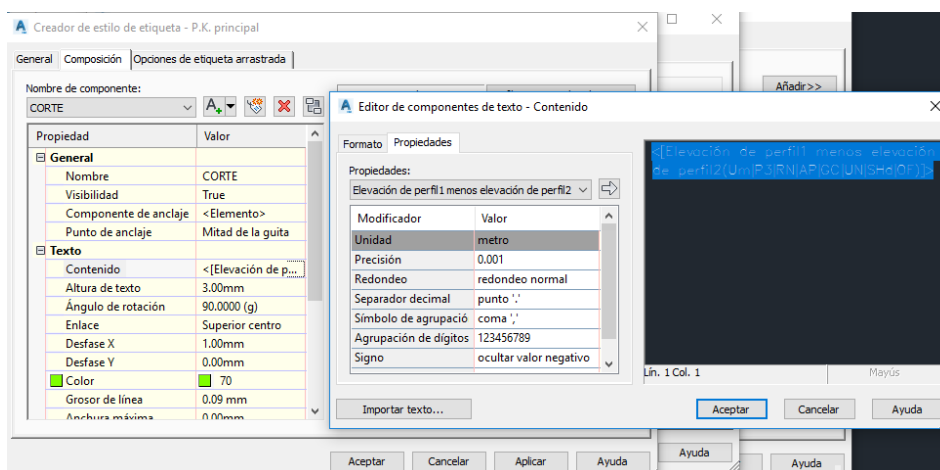 Creador de estilo de etiqueta - P.K. principal
General Composición Opciones de etiqueta arrastrada
Nombre de componente:
CORTE
Añadir>>
Propiedad Valor
General
Nombre CORTE
Visibilidad True
Componente de anclaje <Elemento>
Punto de anclaje Mitad de la guita
Texto
Contenido <[Elevación de p...
Altura de texto 3.00mm
Ángulo de rotación 90.0000 (g)
Enlace Superior centro
Desfase X 1.00mm
Desfase Y 0.00mm
Color 70
Grosor de línea 0.09 mm
Anchura máxima 0.00mm
Aceptar Cancelar Aplicar Ayuda
Editor de componentes de texto - Contenido
Formato Propiedades
Propiedades:
Elevación de perfil1 menos elevación de perfil2
Modificador Valor
Unidad metro
Precisión 0.001
Redondeo redondeo normal
Separador decimal punto '.'
Símbolo de agrupació coma ','
Agrupación de dígitos 123456789
Signo ocultar valor negativo
<[Elevación de perfil1 menos elevación
de perfil2(Um|P3|RN|AP|GC|UN|SHd|OF)]>
Lín. 1 Col. 1 Mayús
Importar texto... Aceptar Cancelar Ayuda
Ayuda
Ayuda